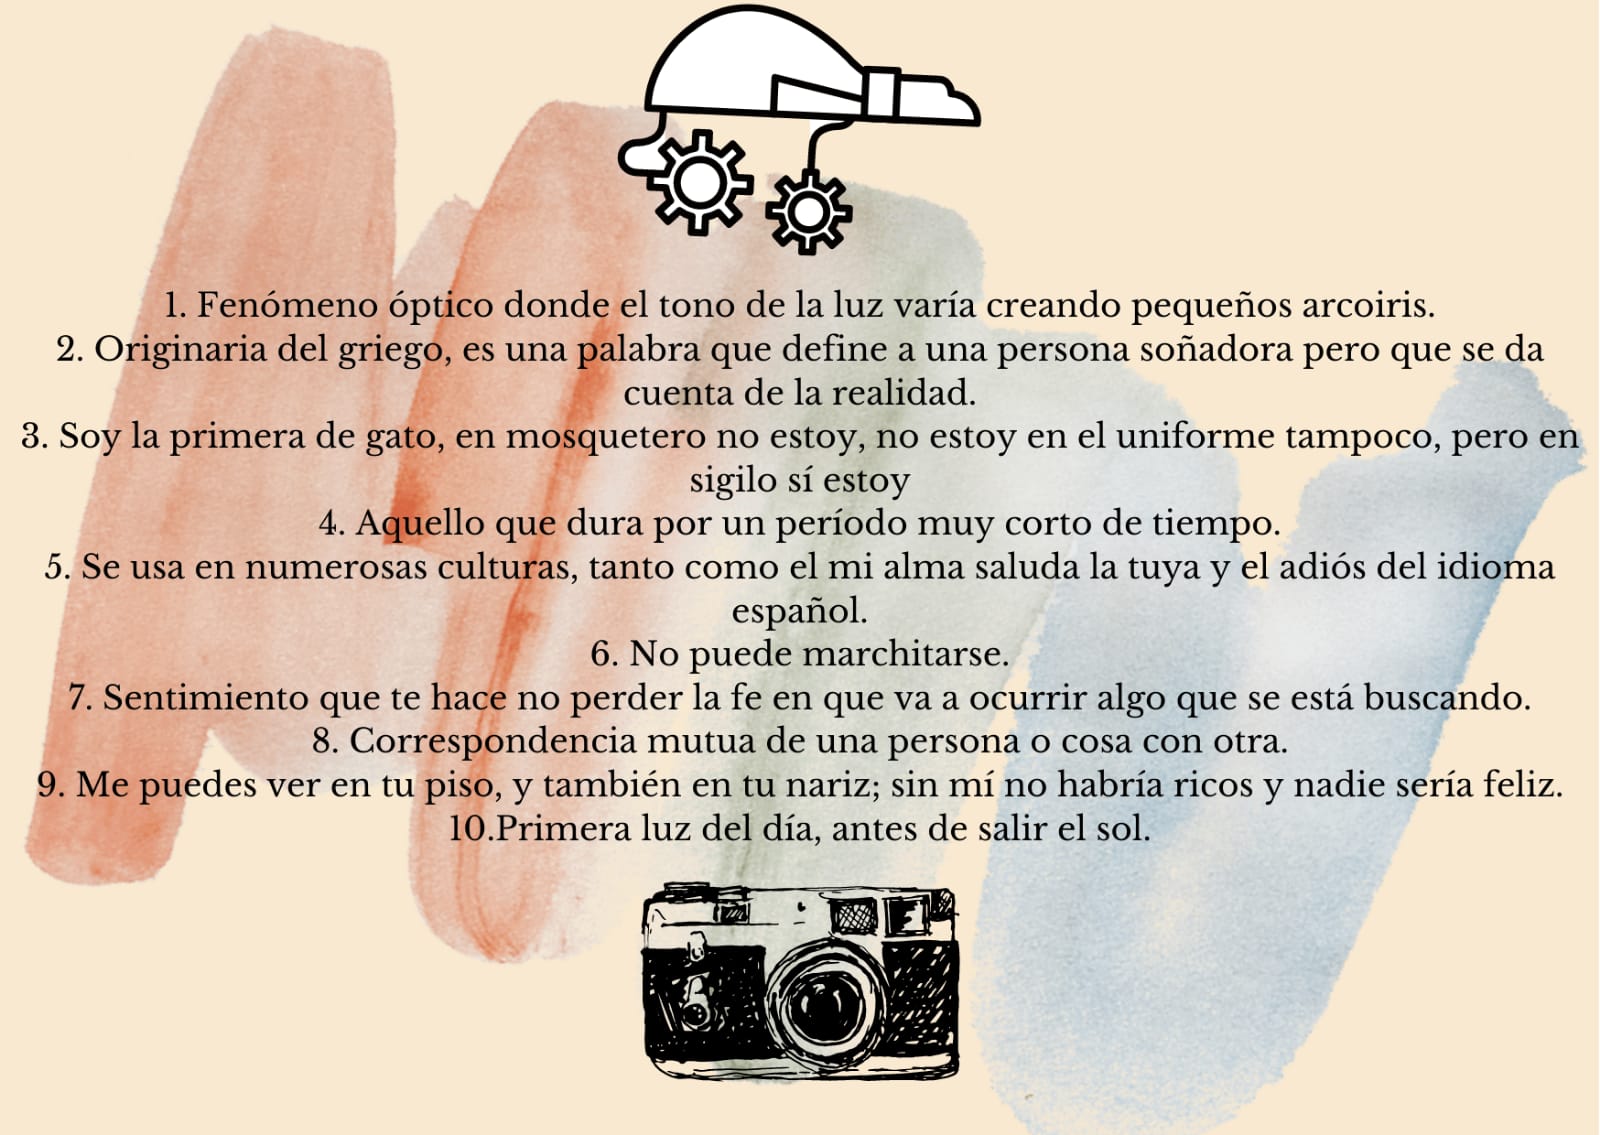 1. Fenómeno óptico donde el tono de la luz varía creando pequeños arcoiris.
2. Originaria del griego, es una palabra que define a una persona soñadora pero que se da
cuenta de la realidad.
3. Soy la primera de gato, en mosquetero no estoy, no estoy en el uniforme tampoco, pero en
sigilo sí estoy
4. Aquello que dura por un período muy corto de tiempo.
5. Se usa en numerosas culturas, tanto como el mi alma saluda la tuya y el adiós del idioma
español.
6. No puede marchitarse.
7. Sentimiento que te hace no perder la fe en que va a ocurrir algo que se está buscando.
8. Correspondencia mutua de una persona o cosa con otra.
9. Me puedes ver en tu piso, y también en tu nariz; sin mí no habría ricos y nadie sería feliz.
10.Primera luz del día, antes de salir el sol.